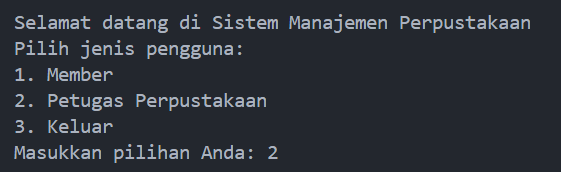 Selamat datang di Sistem Manajemen Perpustakaan
Pilih jenis pengguna:
1. Member
2. Petugas Perpustakaan
3. Keluar
Masukkan pilihan Anda: 2